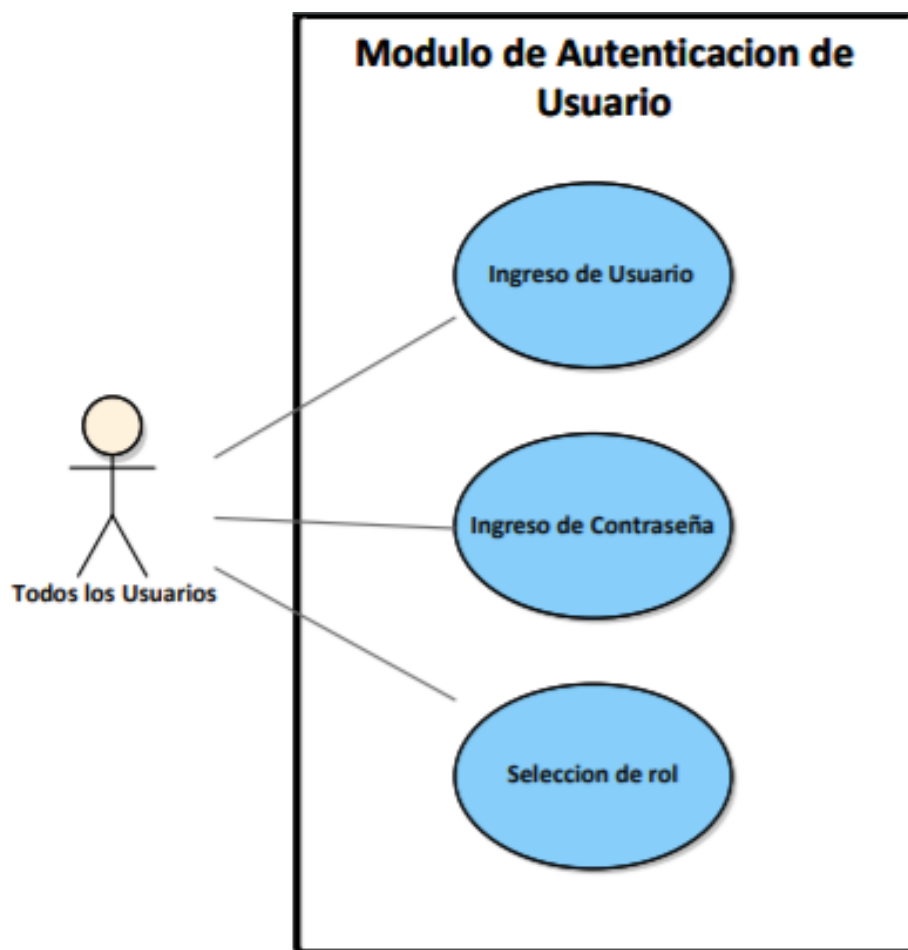 Modulo de Autenticacion de
Usuario
Ingreso de Usuario
Ingreso de Contraseña
Todos los Usuarios
Seleccion de rol